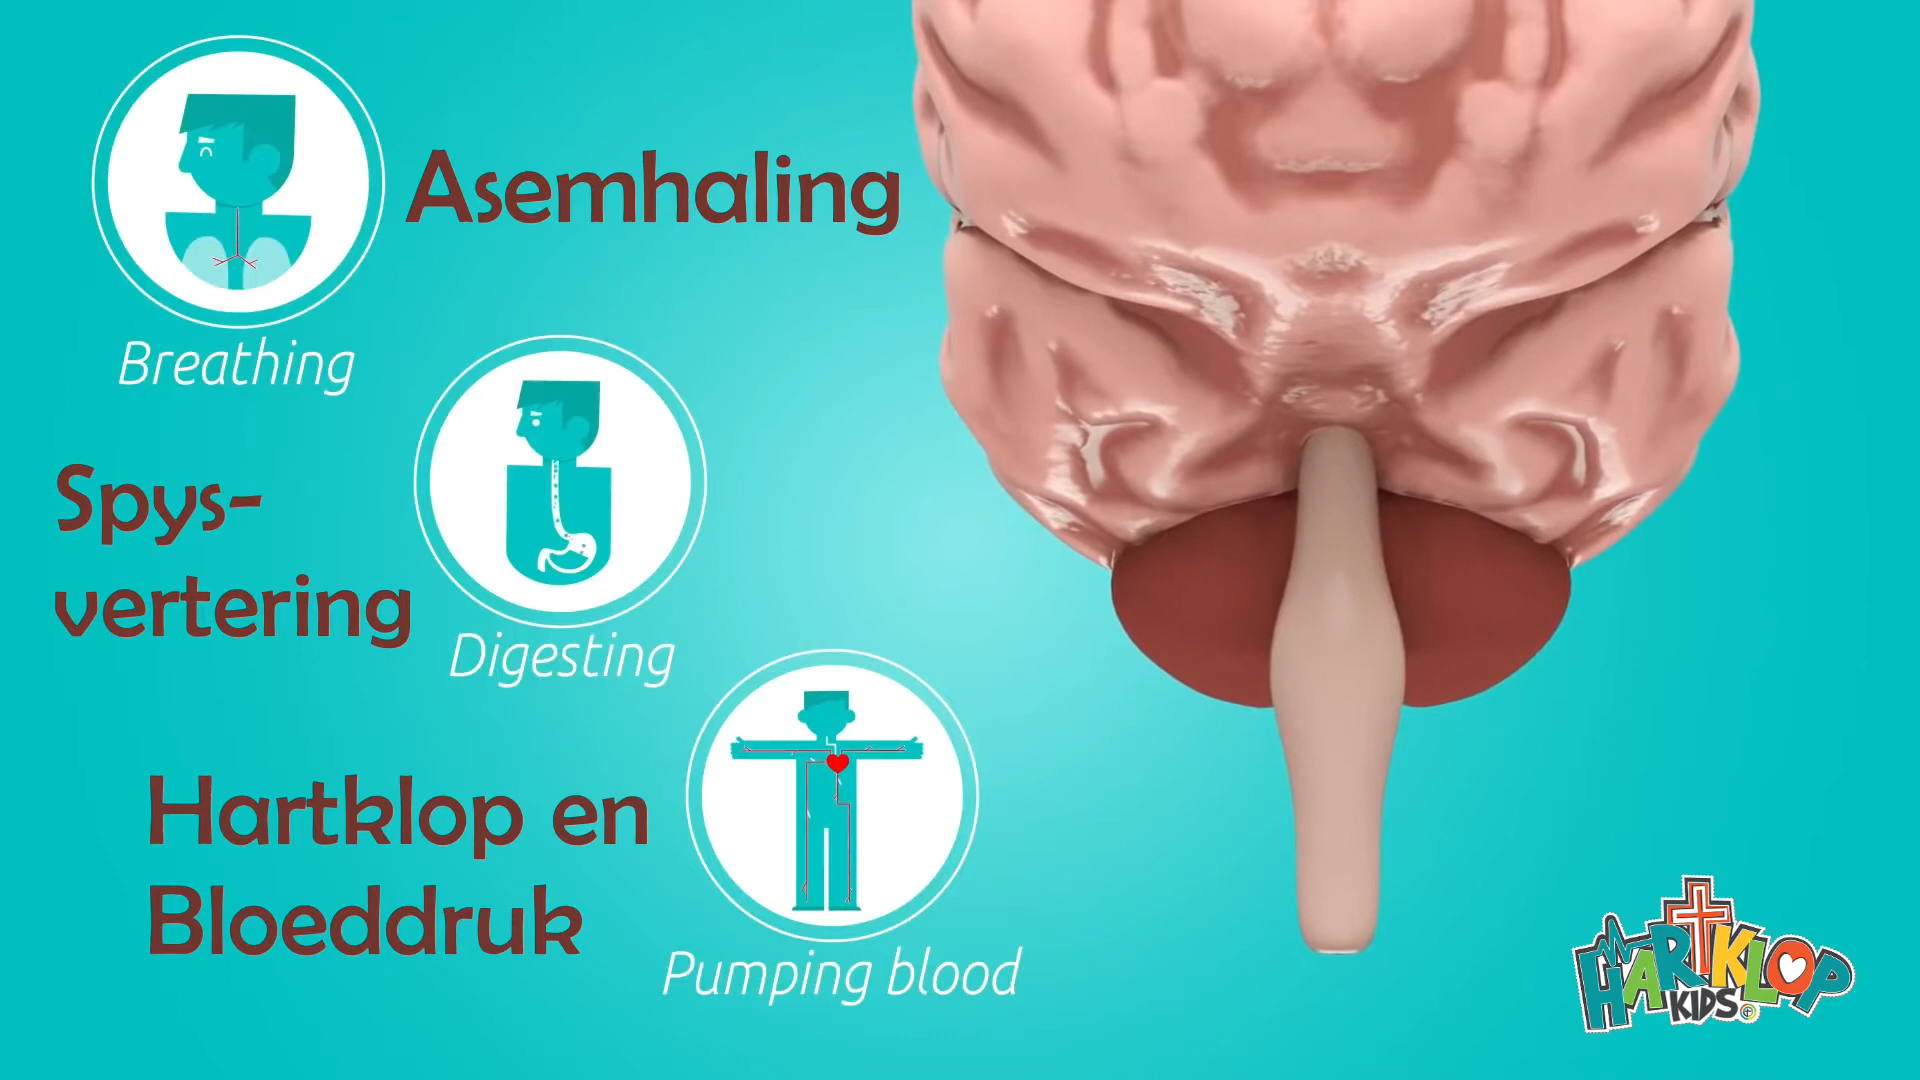 Asemhaling
Breathing
Spys-
vertering
Digesting
Hartklop en
Bloeddruk
Pumping blood
HARTKLOP
KIDS